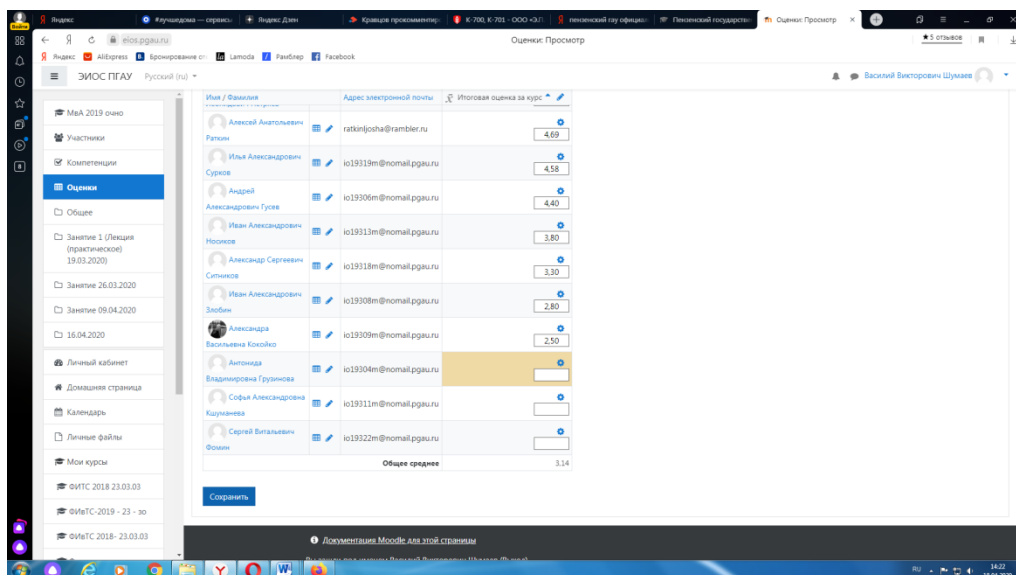 Войти
Яндекс
#лучшедома — сервисы
Яндекс Дзен
Кравцов прокомментир
К-700, К-701 - ООО «ЭЛ
пензенский гау официал
Пензенский государстве
Оценки: Просмотр
eios.pgau.ru
Оценки: Просмотр
★ 5 отзывов
Яндекс
AliExpress
Бронирование
Lamoda
Рамблер
Facebook
ЭИОС ПГАУ
Русский (ru)
Василий Викторович Шумаев
МвА 2019 очно
Участники
Компетенции
Оценки
Общее
Занятие 1 (Лекция
(практическое)
19.03.2020)
Занятие 26.03.2020
Занятие 09.04.2020
16.04.2020
Личный кабинет
Домашняя страница
Календарь
Личные файлы
Мои курсы
ФИТС 2018 23.03.03
ФИвТС-2019 - 23 - зо
ФИвТС 2018- 23.03.03
Имя / Фамилия
Адрес электронной почты
Итоговая оценка за курс
Алексей Анатольевич
Раткин
ratkinljosha@rambler.ru
4,69
Илья Александрович
Сурков
io19319m@nomail.pgau.ru
4,58
Андрей
Александрович Гусев
io19306m@nomail.pgau.ru
4,40
Иван Александрович
Носиков
io19313m@nomail.pgau.ru
3,80
Александр Сергеевич
Ситников
io19318m@nomail.pgau.ru
3,30
Иван Александрович
Злобин
io19308m@nomail.pgau.ru
2,80
Александра
Васильевна Кокойко
io19309m@nomail.pgau.ru
2,50
Антонида
Владимировна Грузинова
io19304m@nomail.pgau.ru
Софья Александровна
Кшуманева
io19311m@nomail.pgau.ru
Сергей Витальевич
Фомин
io19322m@nomail.pgau.ru
Общее среднее
3,14
Сохранить
Документация Moodle для этой страницы
RU
14:22